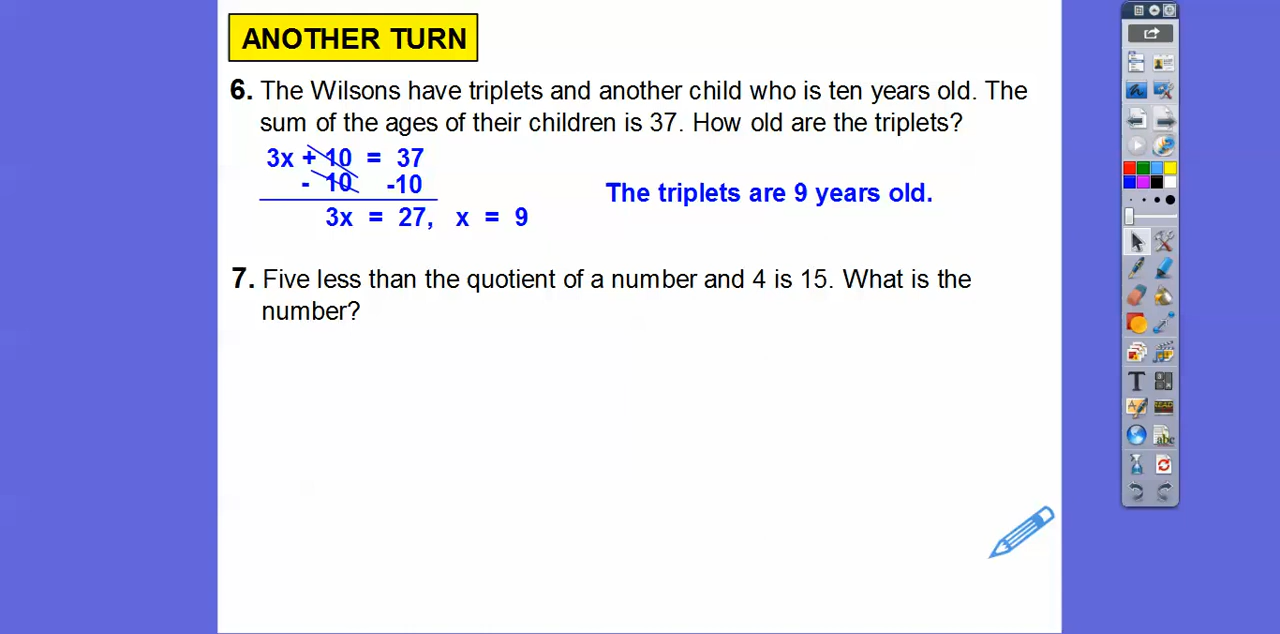 ANOTHER TURN
6. The Wilsons have triplets and another child who is ten years old. The
sum of the ages of their children is 37. How old are the triplets?
3x + 10 = 37
- 10 -10
The triplets are 9 years old.
3x = 27, x = 9
7. Five less than the quotient of a number and 4 is 15. What is the
number?